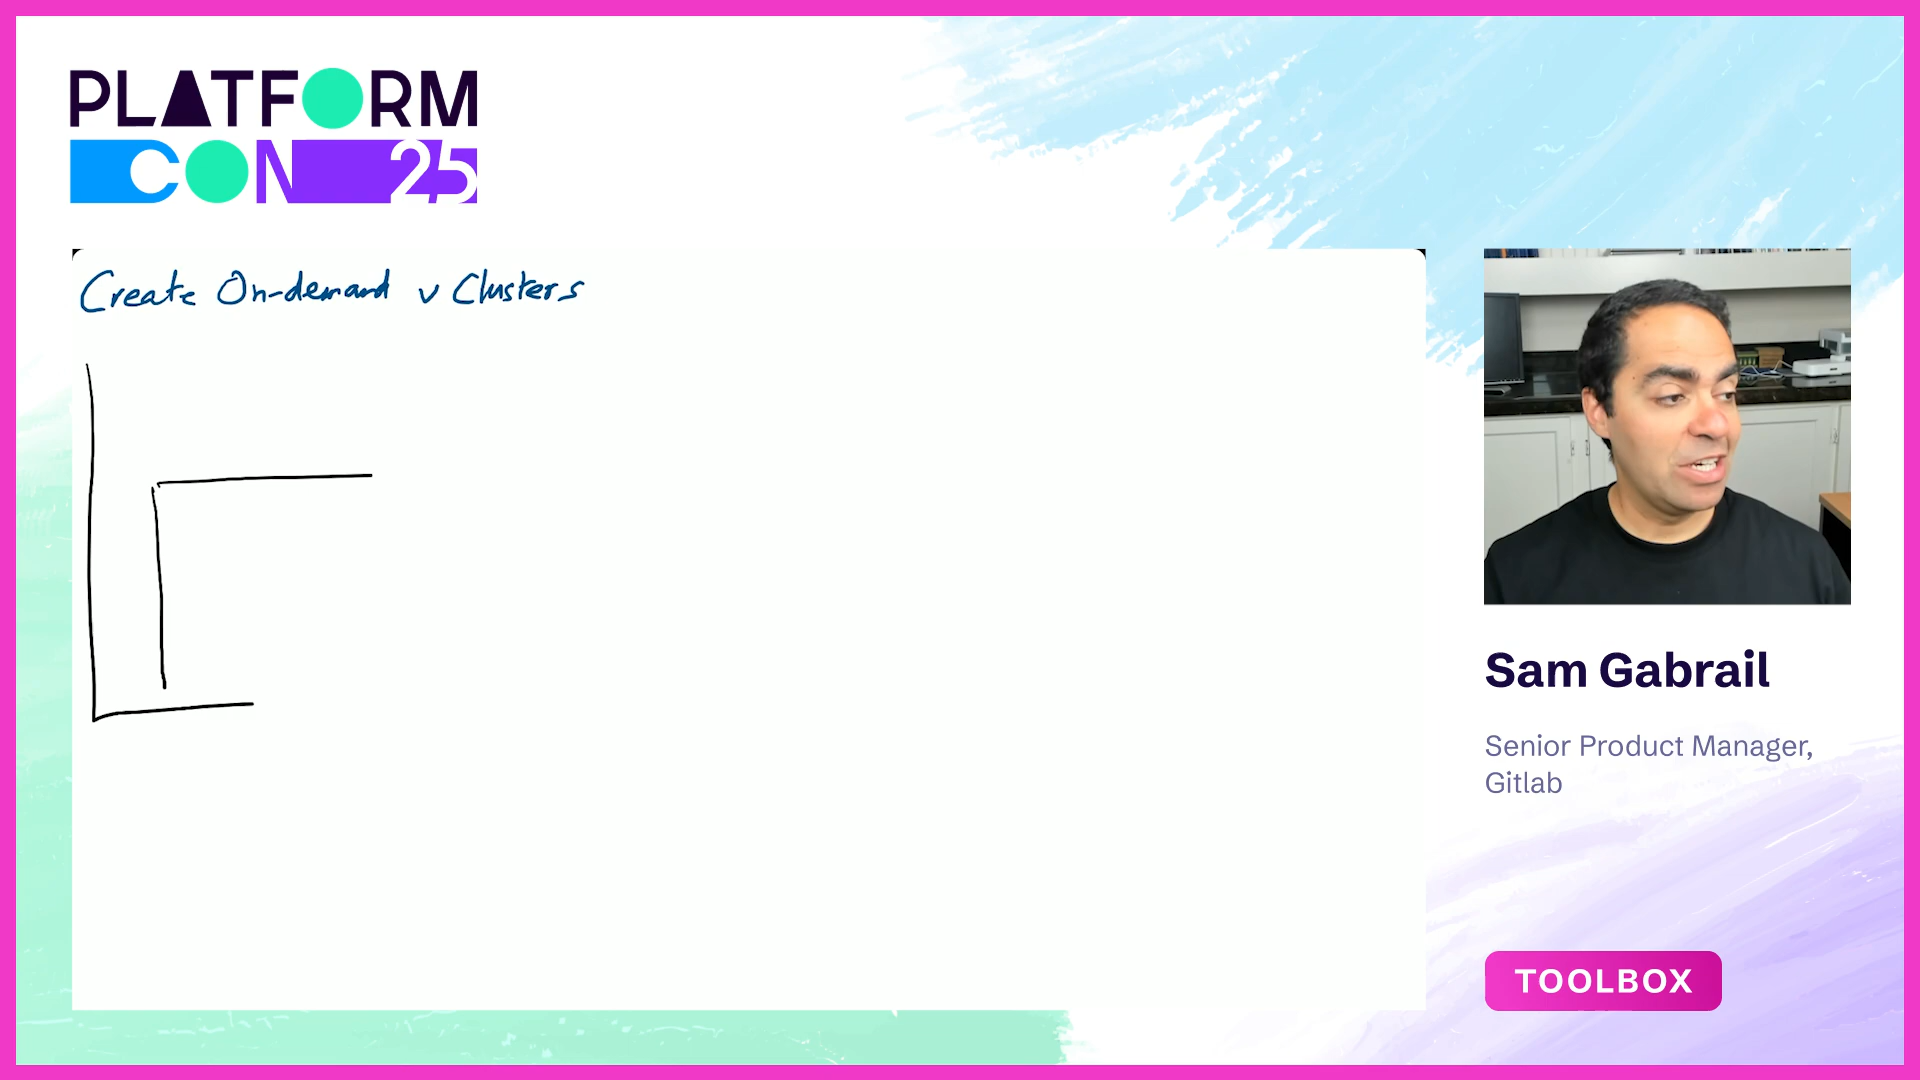 PLATFORM
CON 25
Create On-demand v Clusters
Sam Gabrail
Senior Product Manager,
Gitlab
TOOLBOX